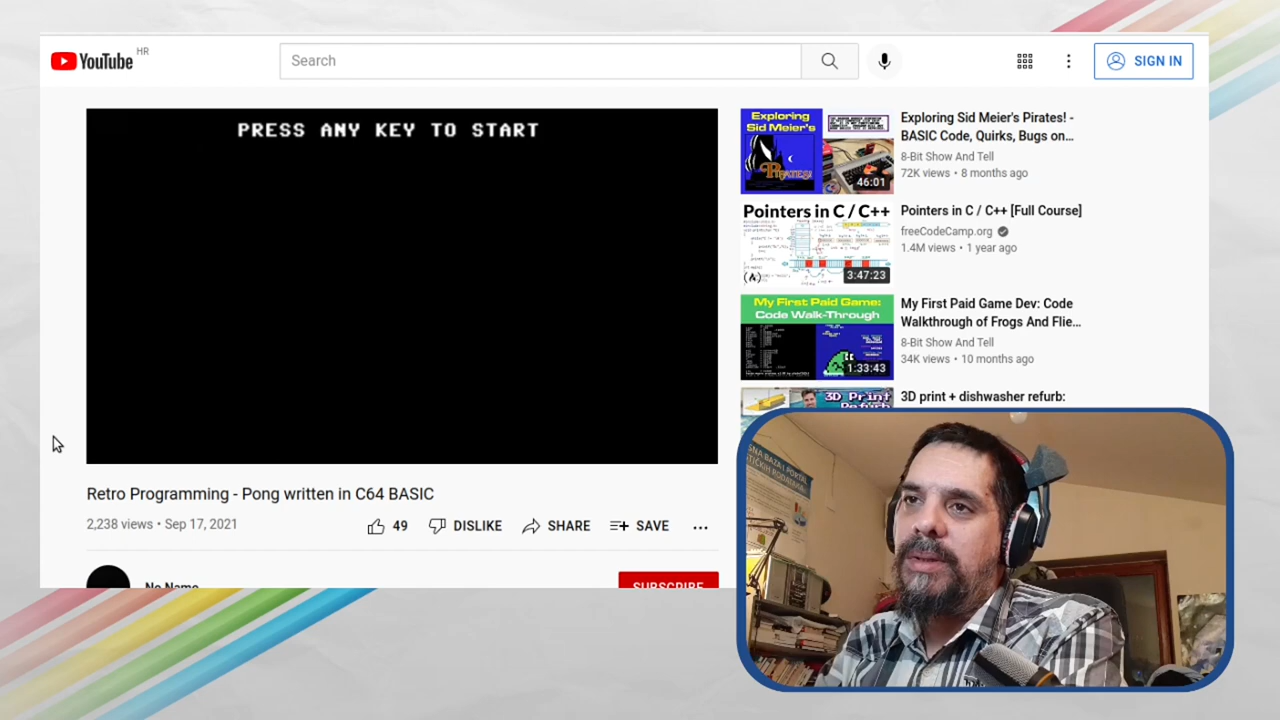 YouTube HR
Search
SIGN IN
PRESS ANY KEY TO START
Retro Programming - Pong written in C64 BASIC
2,238 views • Sep 17, 2021
49
DISLIKE
SHARE
SAVE
No Name
SUBSCRIBE
Exploring
Sid Meier's
46:01
Exploring Sid Meier's Pirates! -
BASIC Code, Quirks, Bugs on...
8-Bit Show And Tell
72K views • 8 months ago
Pointers in C / C++
3:47:23
Pointers in C / C++ [Full Course]
freeCodeCamp.org
1.4M views • 1 year ago
My First Paid Game:
Code Walk-Through
1:33:43
My First Paid Game Dev: Code
Walkthrough of Frogs And Flie...
8-Bit Show And Tell
34K views • 10 months ago
3D Print
Refurb
3D print + dishwasher refurb: